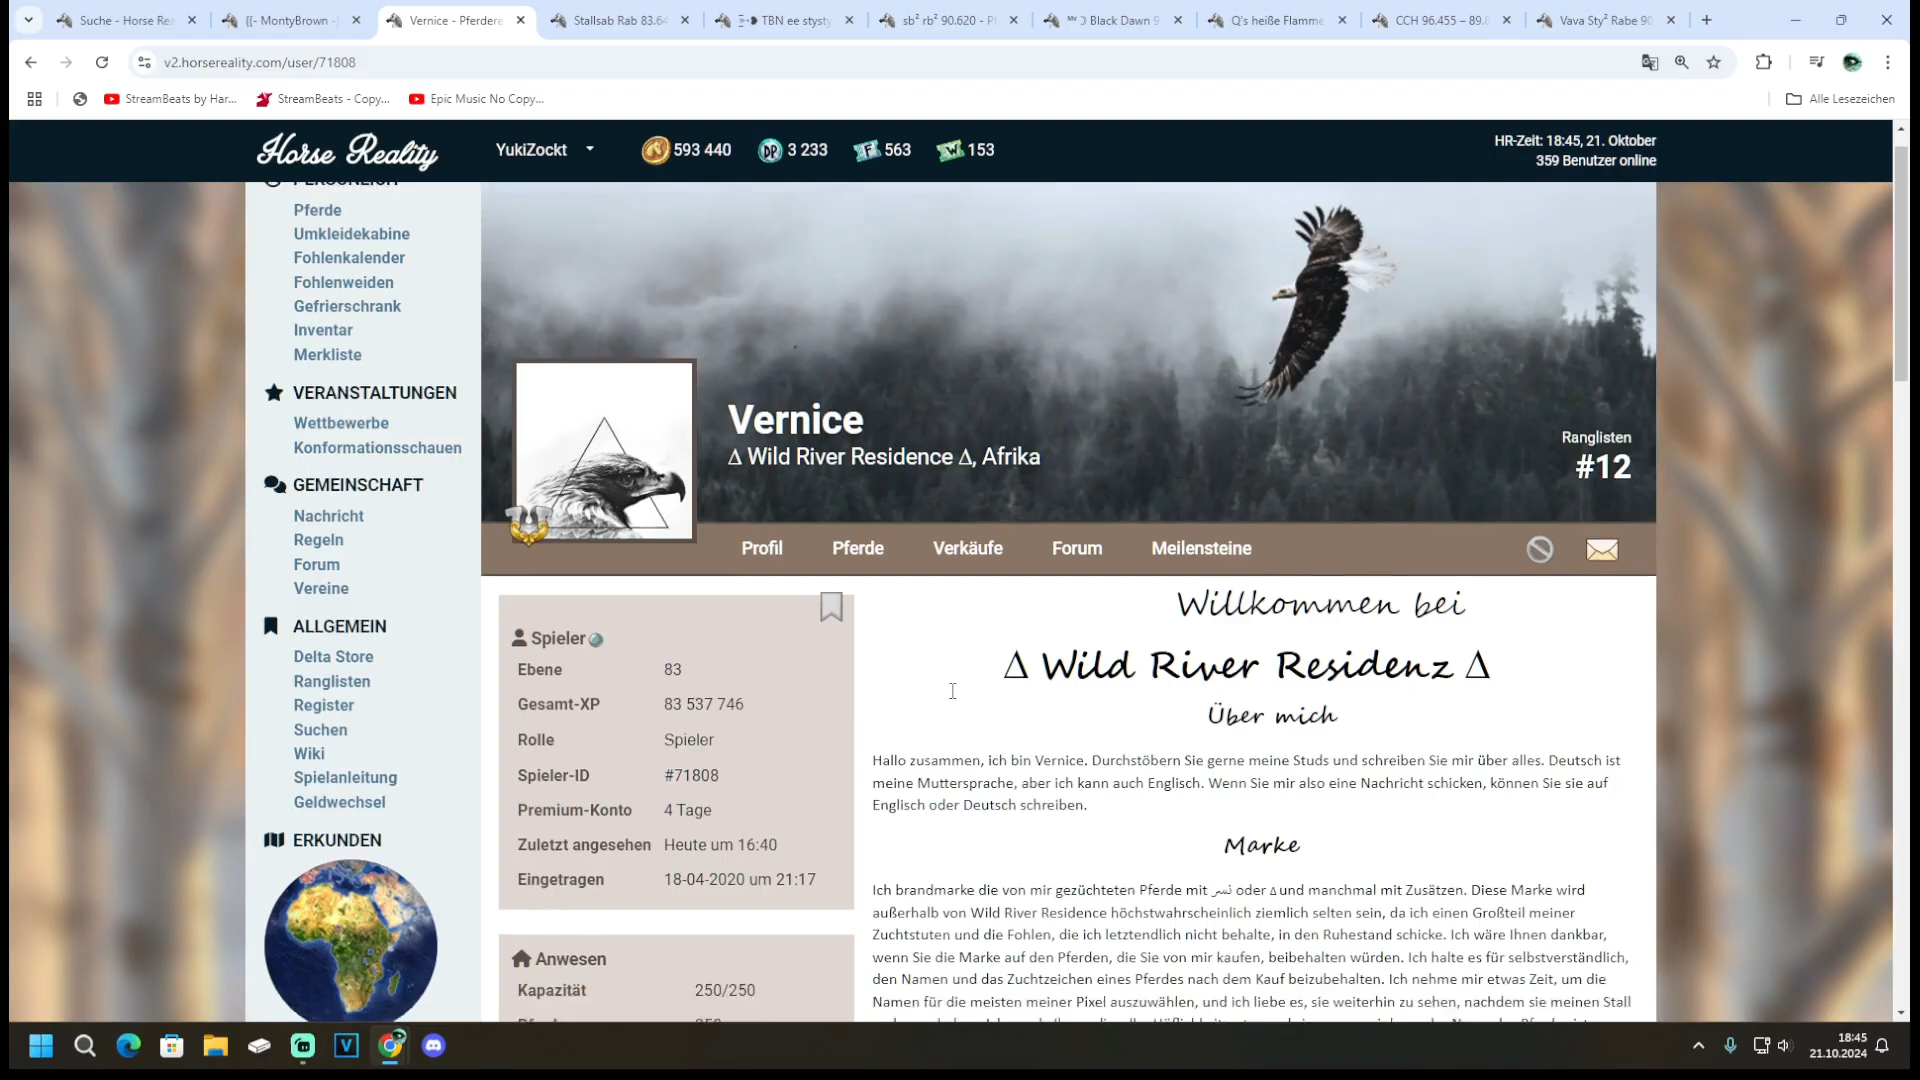 Suche - Horse Rea
{{- MontyBrown -}
Vernice - Pferdere
Stallsab Rab 83.64
TBN ee stysty
sb² rb² 90.620 - P
Black Dawn 9
Q's heiße Flamme
CCH 96.455 – 89.8
Vava Sty² Rabe 90
v2.horsereality.com/user/71808
StreamBeats by Har...
StreamBeats - Copy...
Epic Music No Copy...
Alle Lesezeichen
Horse Reality
YukiZockt
593 440
DP 3 233
F 563
W 153
HR-Zeit: 18:45, 21. Oktober
359 Benutzer online
PERSÖNLICH
Pferde
Umkleidekabine
Fohlenkalender
Fohlenweiden
Gefrierschrank
Inventar
Merkliste
VERANSTALTUNGEN
Wettbewerbe
Konformationsschauen
GEMEINSCHAFT
Nachricht
Regeln
Forum
Vereine
ALLGEMEIN
Delta Store
Ranglisten
Register
Suchen
Wiki
Spielanleitung
Geldwechsel
ERKUNDEN
Vernice
Δ Wild River Residence Δ, Afrika
Ranglisten
#12
Profil
Pferde
Verkäufe
Forum
Meilensteine
Spieler
Ebene 83
Gesamt-XP 83 537 746
Rolle Spieler
Spieler-ID #71808
Premium-Konto 4 Tage
Zuletzt angesehen Heute um 16:40
Eingetragen 18-04-2020 um 21:17
Anwesen
Kapazität 250/250
Willkommen bei
Δ Wild River Residenz Δ
Über mich
Hallo zusammen, ich bin Vernice. Durchstöbern Sie gerne meine Studs und schreiben Sie mir über alles. Deutsch ist
meine Muttersprache, aber ich kann auch Englisch. Wenn Sie mir also eine Nachricht schicken, können Sie sie auf
Englisch oder Deutsch schreiben.
Marke
Ich brandmarke die von mir gezüchteten Pferde mit نسر oder Δ und manchmal mit Zusätzen. Diese Marke wird
außerhalb von Wild River Residence höchstwahrscheinlich ziemlich selten sein, da ich einen Großteil meiner
Zuchtstuten und die Fohlen, die ich letztendlich nicht behalte, in den Ruhestand schicke. Ich wäre Ihnen dankbar,
wenn Sie die Marke auf den Pferden, die Sie von mir kaufen, beibehalten würden. Ich halte es für selbstverständlich,
den Namen und das Zuchtzeichen eines Pferdes nach dem Kauf beizubehalten. Ich nehme mir etwas Zeit, um die
Namen für die meisten meiner Pixel auszuwählen, und ich liebe es, sie weiterhin zu sehen, nachdem sie meinen Stall
18:45
21.10.2024